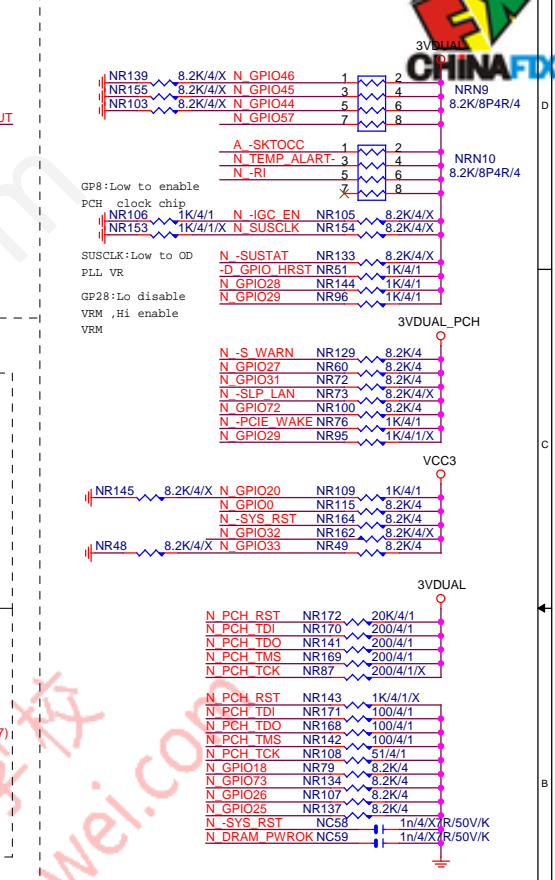 3VDUAL
CHINAFIX
NR139 8.2K/4/X N_GPIO46 1 2
NR155 8.2K/4/X N_GPIO45 3 4 NRN9
NR103 8.2K/4/X N_GPIO44 5 6 8.2K/8P4R/4
N_GPIO57 7 8
D
UT
A_-SKTOCC 1 2
N_TEMP_ALART- 3 4 NRN10
N_-RI 5 6 8.2K/8P4R/4
7 8
GP8:Low to enable
PCH clock chip
NR106 1K/4/1 N_-IGC_EN NR105 8.2K/4/X
NR153 1K/4/1/X N_SUSCLK NR154 8.2K/4/X
SUSCLK:Low to OD
PLL VR
N_-SUSTAT NR133 8.2K/4/X
-D_GPIO_HRST NR51 1K/4/1
N_GPIO28 NR144 1K/4/1
N_GPIO29 NR96 1K/4/1
GP28:Lo disable
VRM ,Hi enable
VRM
3VDUAL_PCH
N_-S_WARN NR129 8.2K/4
N_GPIO27 NR60 8.2K/4
N_GPIO31 NR72 8.2K/4
N_-SLP_LAN NR73 8.2K/4/X
N_GPIO72 NR100 8.2K/4
N_-PCIE_WAKE NR76 1K/4/1
N_GPIO29 NR95 1K/4/1/X
C
VCC3
NR145 8.2K/4/X N_GPIO20 NR109 1K/4/1
N_GPIO0 NR115 8.2K/4
N_-SYS_RST NR164 8.2K/4
N_GPIO32 NR162 8.2K/4/X
NR48 8.2K/4/X N_GPIO33 NR49 8.2K/4
3VDUAL
N_PCH_RST NR172 20K/4/1
N_PCH_TDI NR170 200/4/1
N_PCH_TDO NR141 200/4/1
N_PCH_TMS NR169 200/4/1
N_PCH_TCK NR87 200/4/1/X
N_PCH_RST NR143 1K/4/1/X
N_PCH_TDI NR171 100/4/1
N_PCH_TDO NR168 100/4/1
N_PCH_TMS NR142 100/4/1
N_PCH_TCK NR108 51/4/1
N_GPIO18 NR79 8.2K/4
N_GPIO73 NR134 8.2K/4
N_GPIO26 NR107 8.2K/4
N_GPIO25 NR137 8.2K/4
N_-SYS_RST NC58 1n/4/X7R/50V/K
N_DRAM_PWROK NC59 1n/4/X7R/50V/K
B
7)
学校
wei.com